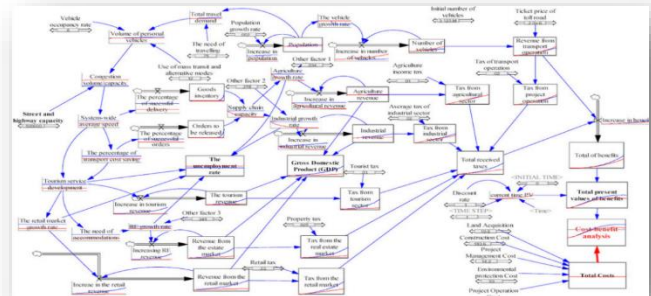 Vehicle
occupancy rate
Total travel
demand
Volume of personal
vehicles
The need of
travelling
Population
growth rate
Increase in
population
Population
The vehicle
growth rate
Increase in number
of vehicles
Initial number of
vehicles
Number of
vehicles
Ticket price of
toll road
Revenue from
transport operation
Use of mass transit and
alternative modes
Congestion
volume capacity
The percentage
of successful
delivery
Goods
inventory
Other factor 2
Supply chain
capacity
Agriculture
growth rate
Other factor 1
Increase in
agricultural revenue
Agriculture
revenue
Agriculture
income tax
Tax from
agricultural
sector
Tax of transport
operation
Tax from
project
operation
Street and
highway capacity
System-wide
average speed
The percentage
of successful
orders
Orders to
be released
Industrial growth
rate
Increase in
industrial revenue
Industrial
revenue
Average tax of
industrial sector
Tax from
industrial sector
Increase in benefit
The percentage of
transport cost saving
The
unemployment
rate
Gross Domestic
Product (GDP)
Total received
taxes
Total of benefits
Tourism service
development
Increase in tourism
revenue
The tourism
revenue
Tourist tax
Tax from
tourism
sector
Discount
rate
<INITIAL TIME>
current time
<TIME STEP>
<Time>
Total present
values of benefits
The retail market
growth rate
The need of
accommodations
Other factor 3
RE growth rate
Increasing RE
revenue
Revenue from
the estate
market
Property tax
Tax from the
real estate
market
Land Acquisition
Construction Cost
Project
Management Cost
Environmental
protection Cost
Project Operation
Cost-benefit
analysis
Total Costs
Increase in the retail
revenue
Revenue from
the retail market
Retail tax
Tax from the
retail market